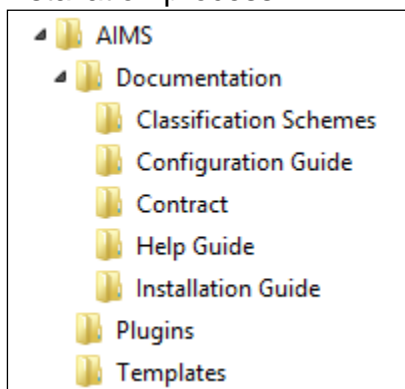 AIMS
Documentation
Classification Schemes
Configuration Guide
Contract
Help Guide
Installation Guide
Plugins
Templates